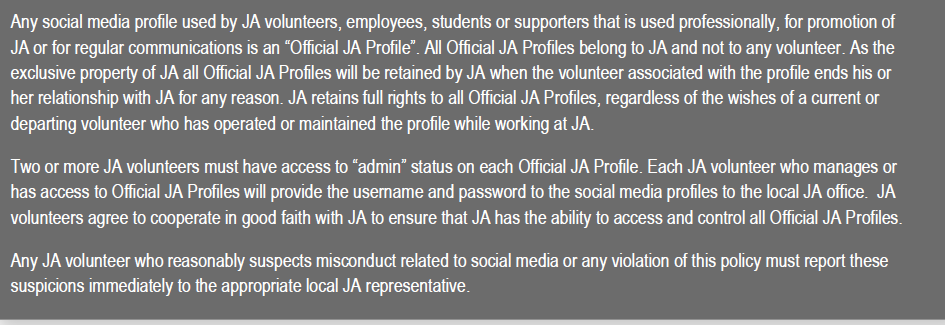 Any social media profile used by JA volunteers, employees, students or supporters that is used professionally, for promotion of
JA or for regular communications is an “Official JA Profile”. All Official JA Profiles belong to JA and not to any volunteer. As the
exclusive property of JA all Official JA Profiles will be retained by JA when the volunteer associated with the profile ends his or
her relationship with JA for any reason. JA retains full rights to all Official JA Profiles, regardless of the wishes of a current or
departing volunteer who has operated or maintained the profile while working at JA.
Two or more JA volunteers must have access to “admin” status on each Official JA Profile. Each JA volunteer who manages or
has access to Official JA Profiles will provide the username and password to the social media profiles to the local JA office.  JA
volunteers agree to cooperate in good faith with JA to ensure that JA has the ability to access and control all Official JA Profiles.
Any JA volunteer who reasonably suspects misconduct related to social media or any violation of this policy must report these
suspicions immediately to the appropriate local JA representative.